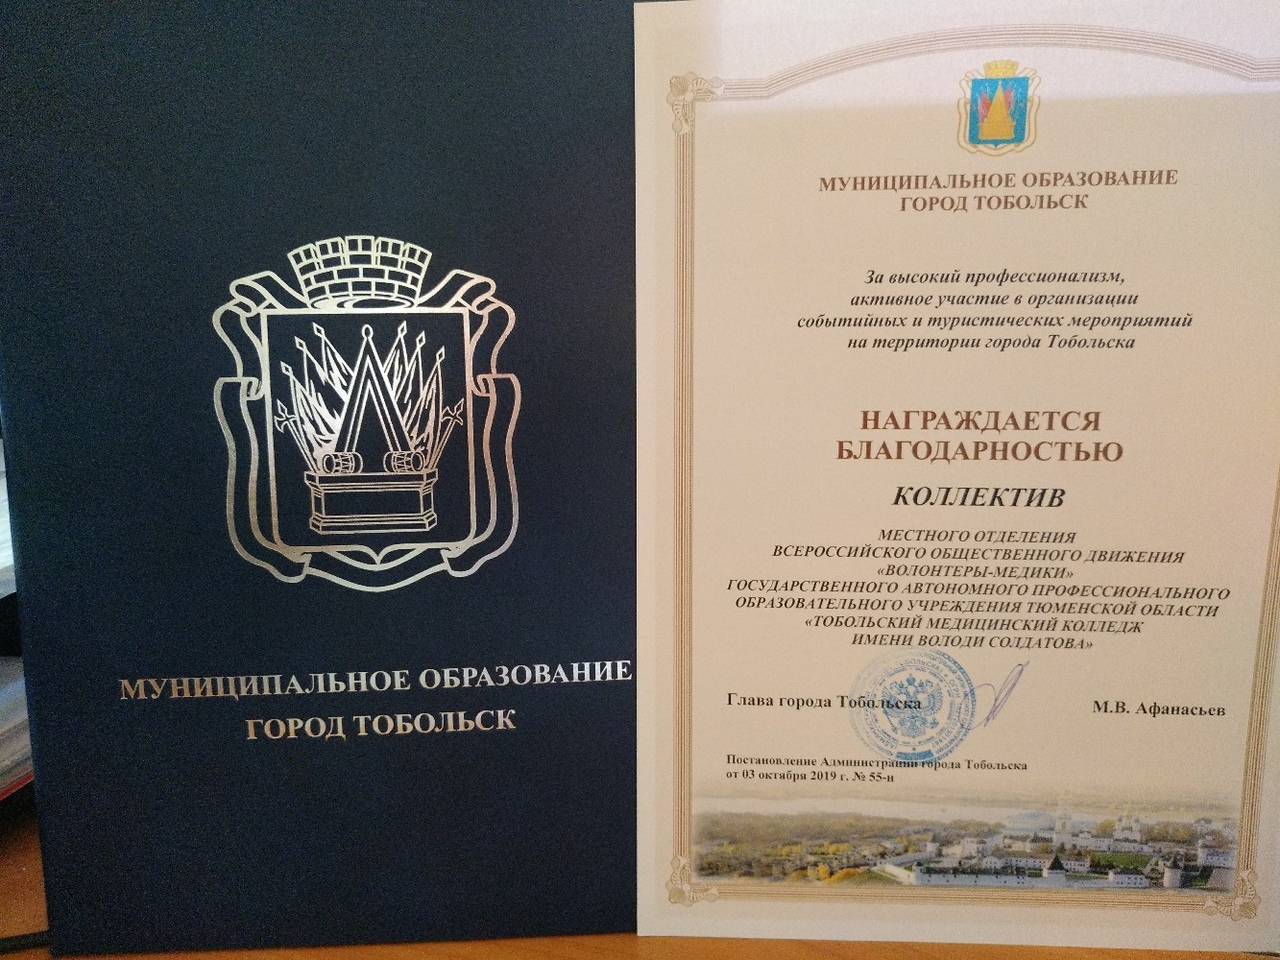 МУНИЦИПАЛЬНОЕ ОБРАЗОВАНИЕ
ГОРОД ТОБОЛЬСК
МУНИЦИПАЛЬНОЕ ОБРАЗОВАНИЕ
ГОРОД ТОБОЛЬСК
За высокий профессионализм,
активное участие в организации
событийных и туристических мероприятий
на территории города Тобольска
НАГРАЖДАЕТСЯ
БЛАГОДАРНОСТЬЮ
КОЛЛЕКТИВ
МЕСТНОГО ОТДЕЛЕНИЯ
ВСЕРОССИЙСКОГО ОБЩЕСТВЕННОГО ДВИЖЕНИЯ
«ВОЛОНТЕРЫ-МЕДИКИ»
ГОСУДАРСТВЕННОГО АВТОНОМНОГО ПРОФЕССИОНАЛЬНОГО
ОБРАЗОВАТЕЛЬНОГО УЧРЕЖДЕНИЯ ТЮМЕНСКОЙ ОБЛАСТИ
«ТОБОЛЬСКИЙ МЕДИЦИНСКИЙ КОЛЛЕДЖ
ИМЕНИ ВОЛОДИ СОЛДАТОВА»
Глава города Тобольска М.В. Афанасьев
Постановление Администрации города Тобольска
от 03 октября 2019 г. № 55-н